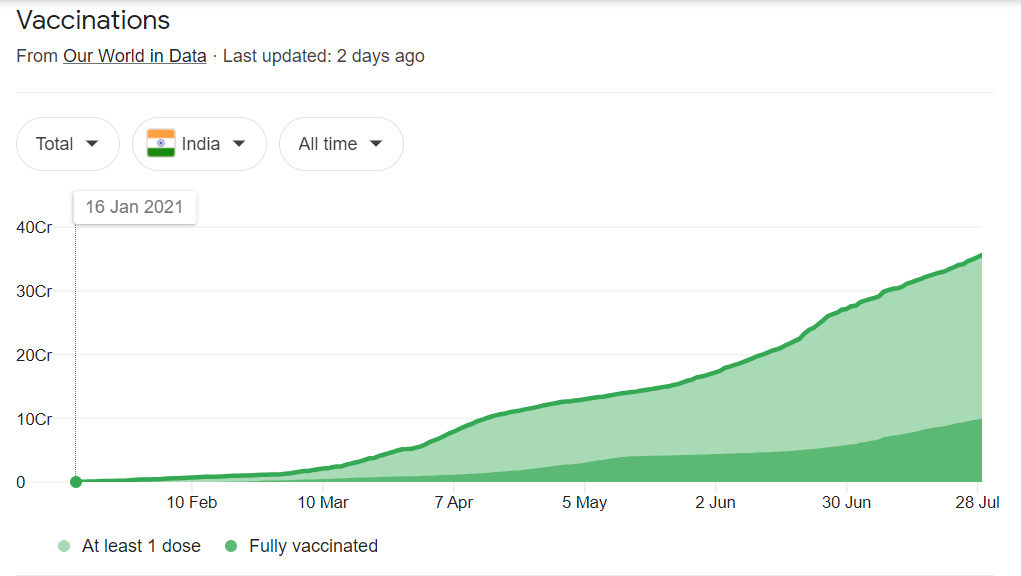 Vaccinations
From Our World in Data · Last updated: 2 days ago
Total India All time
16 Jan 2021
40Cr
30Cr
20Cr
10Cr
0
10 Feb 10 Mar 7 Apr 5 May 2 Jun 30 Jun 28 Jul
At least 1 dose Fully vaccinated